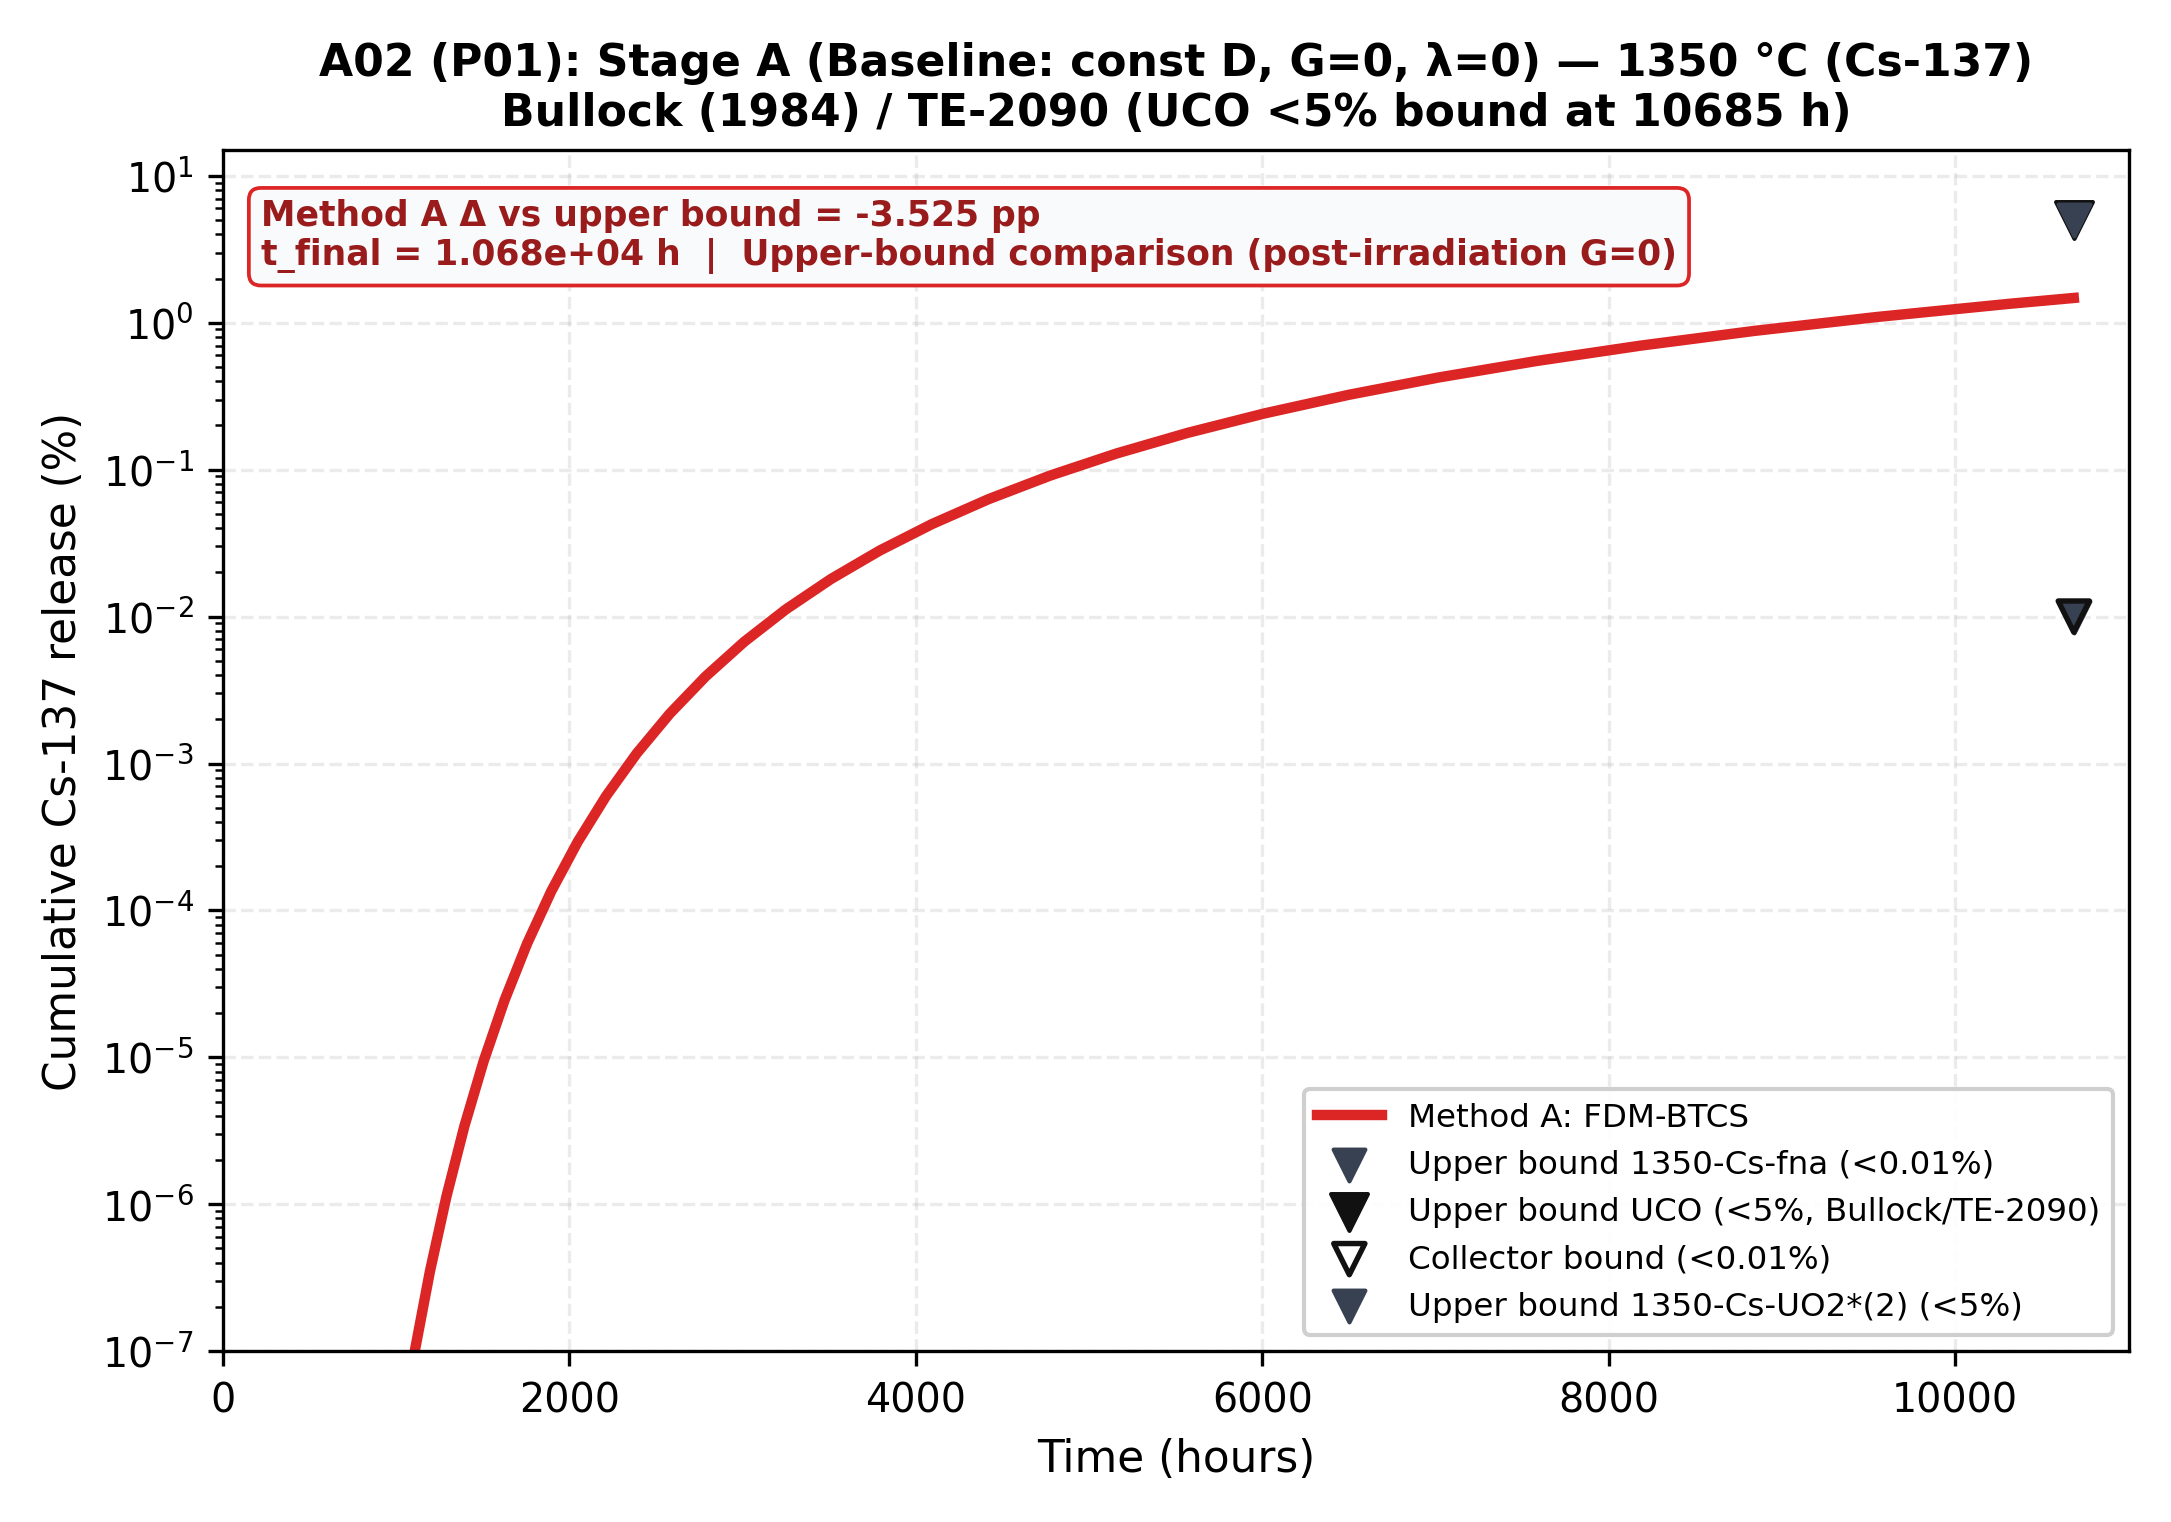 A02 (P01): Stage A (Baseline: const D, G=0, λ=0) — 1350 °C (Cs-137)
Bullock (1984) / TE-2090 (UCO <5% bound at 10685 h)
Method A Δ vs upper bound = -3.525 pp
t_final = 1.068e+04 h | Upper-bound comparison (post-irradiation G=0)
Cumulative Cs-137 release (%)
10¹
10⁰
10⁻¹
10⁻²
10⁻³
10⁻⁴
10⁻⁵
10⁻⁶
10⁻⁷
Method A: FDM-BTCS
Upper bound 1350-Cs-fna (<0.01%)
Upper bound UCO (<5%, Bullock/TE-2090)
Collector bound (<0.01%)
Upper bound 1350-Cs-UO2*(2) (<5%)
0 2000 4000 6000 8000 10000
Time (hours)